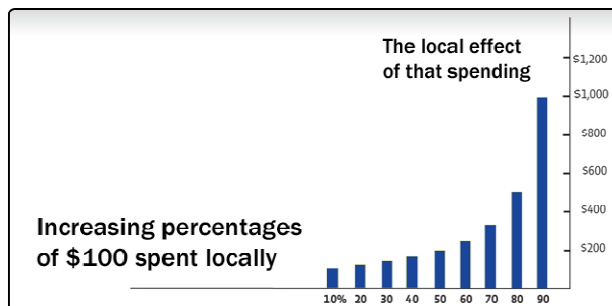 The local effect
of that spending
$1,200
$1,000
$800
$600
$400
$200
Increasing percentages
of $100 spent locally
10% 20 30 40 50 60 40 80 90